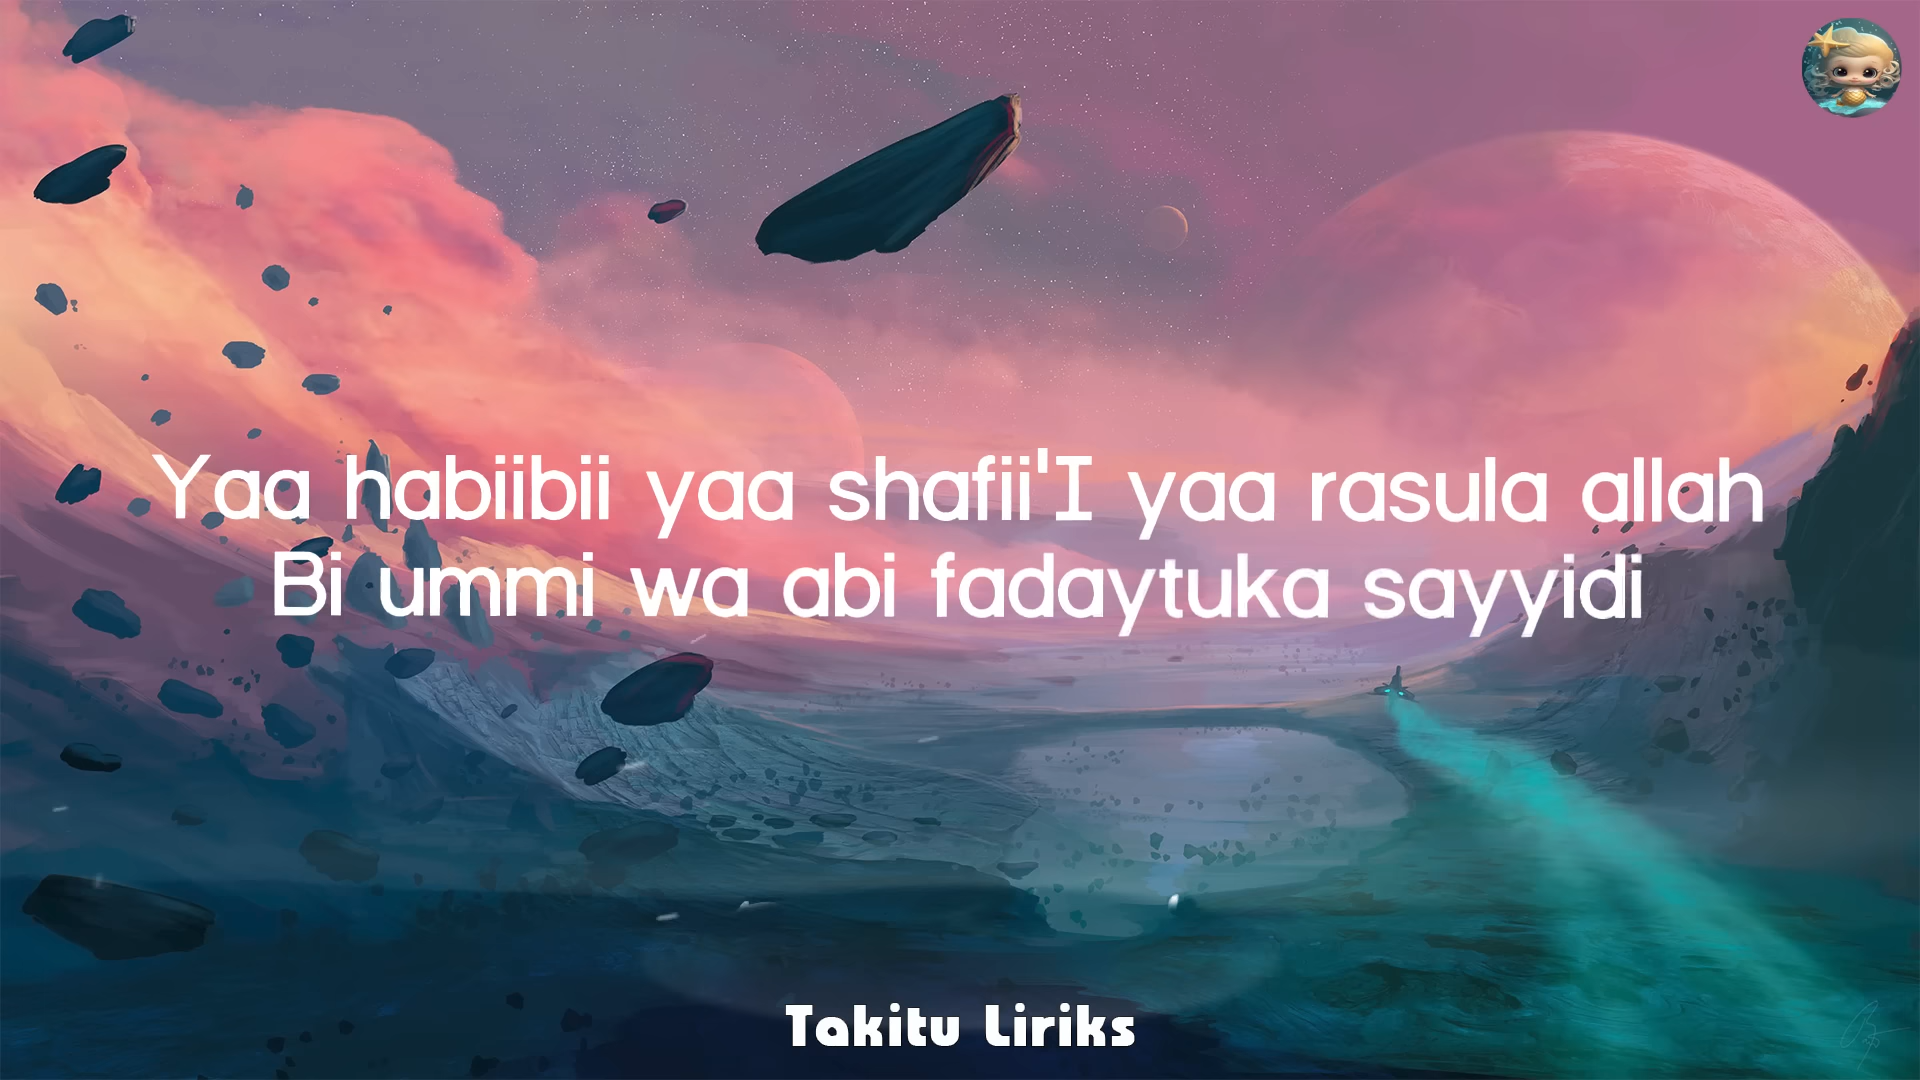 Yaa habiibii yaa shafii'I yaa rasula allah
Bi ummi wa abi fadaytuka sayyidi
Takitu Liriks